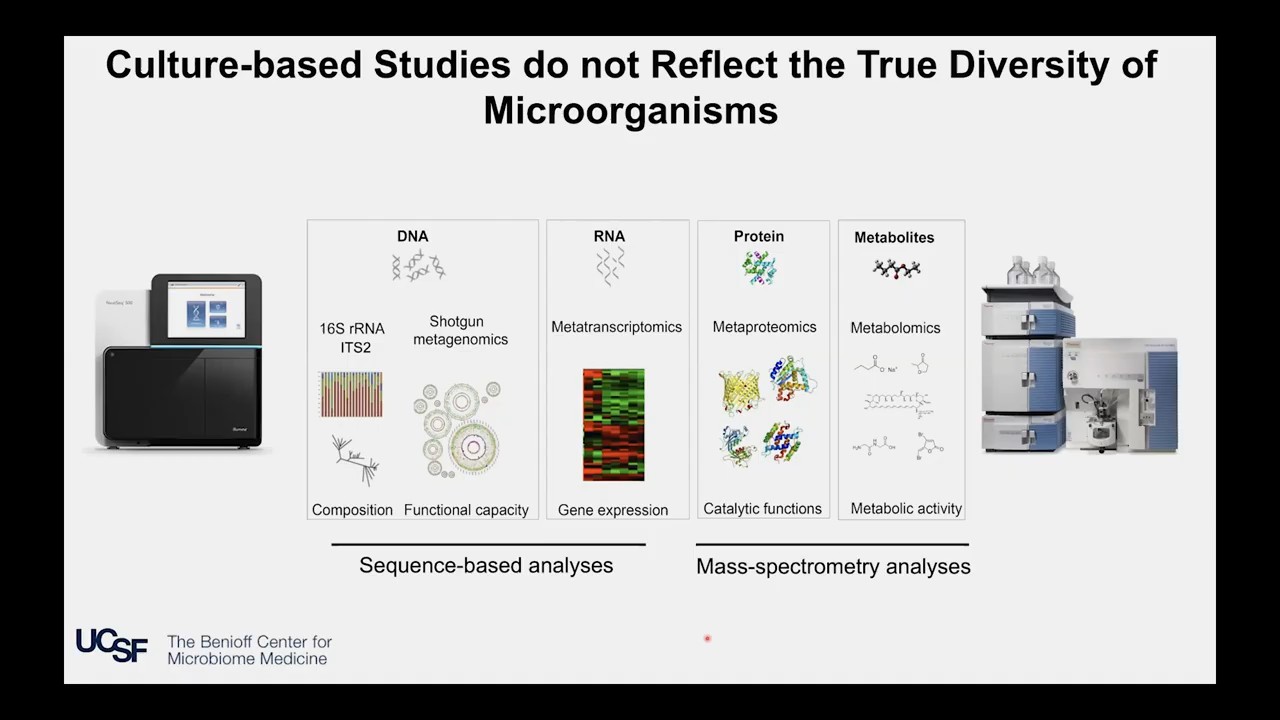 Culture-based Studies do not Reflect the True Diversity of
Microorganisms
DNA
RNA
Protein
Metabolites
16S rRNA
ITS2
Shotgun
metagenomics
Metatranscriptomics
Metaproteomics
Metabolomics
Composition
Functional capacity
Gene expression
Catalytic functions
Metabolic activity
Sequence-based analyses
Mass-spectrometry analyses
UCSF
The Benioff Center for
Microbiome Medicine